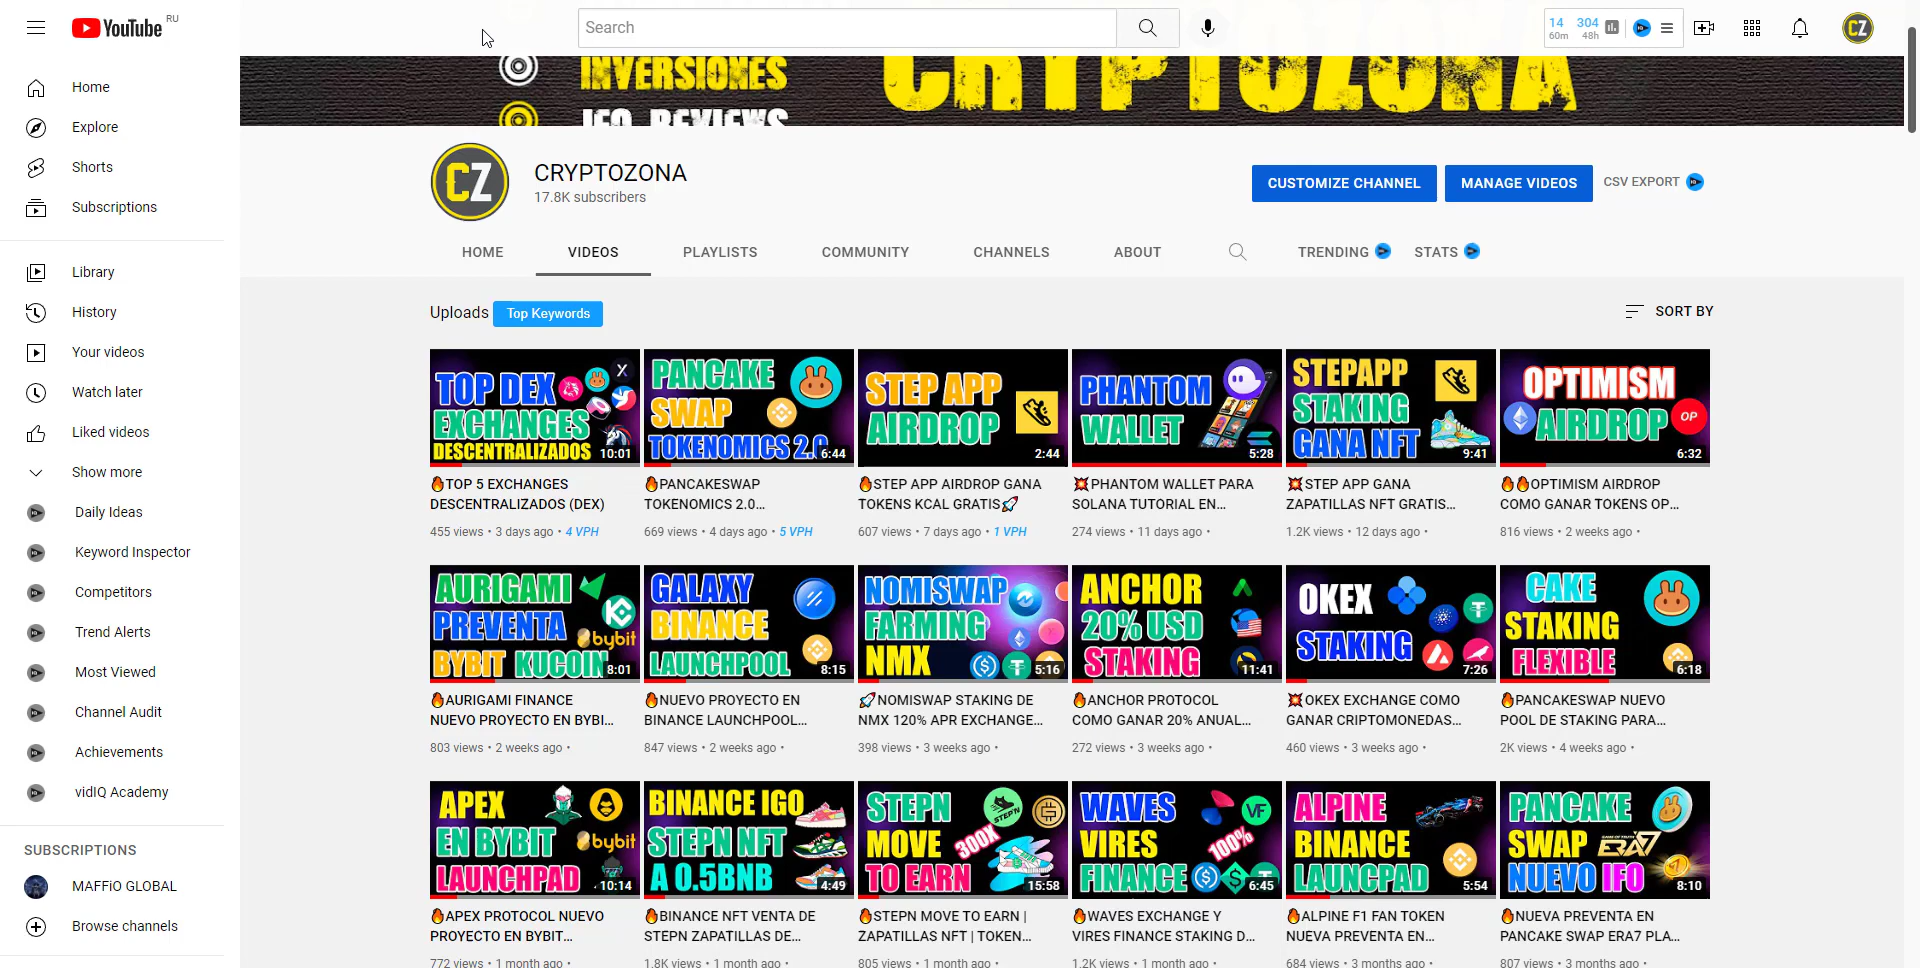 YouTube RU
Search
14 304
60m 48h
CZ
Home
Explore
Shorts
Subscriptions
Library
History
Your videos
Watch later
Liked videos
Show more
Daily Ideas
Keyword Inspector
Competitors
Trend Alerts
Most Viewed
Channel Audit
Achievements
vidIQ Academy
SUBSCRIPTIONS
MAFFiO GLOBAL
Browse channels
INVERSIONES
IFO REVIEWS
CRYPTOZONA
CZ
CRYPTOZONA
17.8K subscribers
CUSTOMIZE CHANNEL
MANAGE VIDEOS
CSV EXPORT
HOME
VIDEOS
PLAYLISTS
COMMUNITY
CHANNELS
ABOUT
TRENDING
STATS
Uploads
Top Keywords
SORT BY
TOP DEX
EXCHANGES
DESCENTRALIZADOS
10:01
🔥TOP 5 EXCHANGES
DESCENTRALIZADOS (DEX)
455 views • 3 days ago • 4 VPH
PANCAKE
SWAP
TOKENOMICS 2.0
6:44
🔥PANCAKESWAP
TOKENOMICS 2.0...
669 views • 4 days ago • 5 VPH
STEP APP
AIRDROP
2:44
🔥STEP APP AIRDROP GANA
TOKENS KCAL GRATIS🚀
607 views • 7 days ago • 1 VPH
PHANTOM
WALLET
5:28
💥PHANTOM WALLET PARA
SOLANA TUTORIAL EN...
274 views • 11 days ago •
STEPAPP
STAKING
GANA NFT
9:41
💥STEP APP GANA
ZAPATILLAS NFT GRATIS...
1.2K views • 12 days ago •
OPTIMISM
AIRDROP
OP
6:32
🔥🔥OPTIMISM AIRDROP
COMO GANAR TOKENS OP...
816 views • 2 weeks ago •
AURIGAMI
PREVENTA
bybit
BYBIT KUCOIN
8:01
🔥AURIGAMI FINANCE
NUEVO PROYECTO EN BYBI...
803 views • 2 weeks ago •
GALAXY
BINANCE
LAUNCHPOOL
8:15
🔥NUEVO PROYECTO EN
BINANCE LAUNCHPOOL...
847 views • 2 weeks ago •
NOMISWAP
FARMING
NMX
5:16
🚀NOMISWAP STAKING DE
NMX 120% APR EXCHANGE...
398 views • 3 weeks ago •
ANCHOR
20% USD
STAKING
11:41
🔥ANCHOR PROTOCOL
COMO GANAR 20% ANUAL...
272 views • 3 weeks ago •
OKEX
STAKING
7:26
💥OKEX EXCHANGE COMO
GANAR CRIPTOMONEDAS...
460 views • 3 weeks ago •
CAKE
STAKING
FLEXIBLE
6:18
🔥PANCAKESWAP NUEVO
POOL DE STAKING PARA...
2K views • 4 weeks ago •
APEX
EN BYBIT
bybit
LAUNCHPAD
10:14
🔥APEX PROTOCOL NUEVO
PROYECTO EN BYBIT...
772 views • 1 month ago •
BINANCE IGO
STEPN NFT
A 0.5BNB
4:49
🔥BINANCE NFT VENTA DE
STEPN ZAPATILLAS DE...
1.8K views • 1 month ago •
STEPN
STEPN
MOVE 300X
TO EARN
15:58
🔥STEPN MOVE TO EARN |
ZAPATILLAS NFT | TOKEN...
805 views • 1 month ago •
WAVES
VF
VIRES 100%
FINANCE
6:45
🔥WAVES EXCHANGE Y
VIRES FINANCE STAKING D...
1.2K views • 1 month ago •
ALPINE
BINANCE
LAUNCPAD
5:54
🔥ALPINE F1 FAN TOKEN
NUEVA PREVENTA EN...
684 views • 3 months ago •
PANCAKE
SWAP ERA7
NUEVO IFO
8:10
🔥NUEVA PREVENTA EN
PANCAKE SWAP ERA7 PLA...
807 views • 3 months ago •